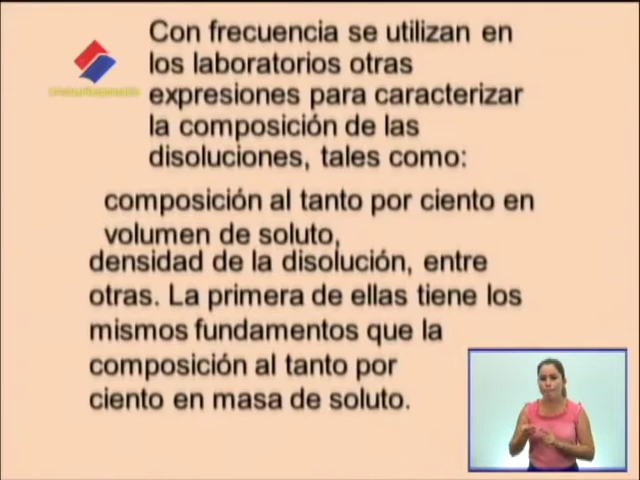 Con frecuencia se utilizan en
los laboratorios otras
expresiones para caracterizar
la composición de las
disoluciones, tales como:
composición al tanto por ciento en
volumen de soluto,
densidad de la disolución, entre
otras. La primera de ellas tiene los
mismos fundamentos que la
composición al tanto por
ciento en masa de soluto.